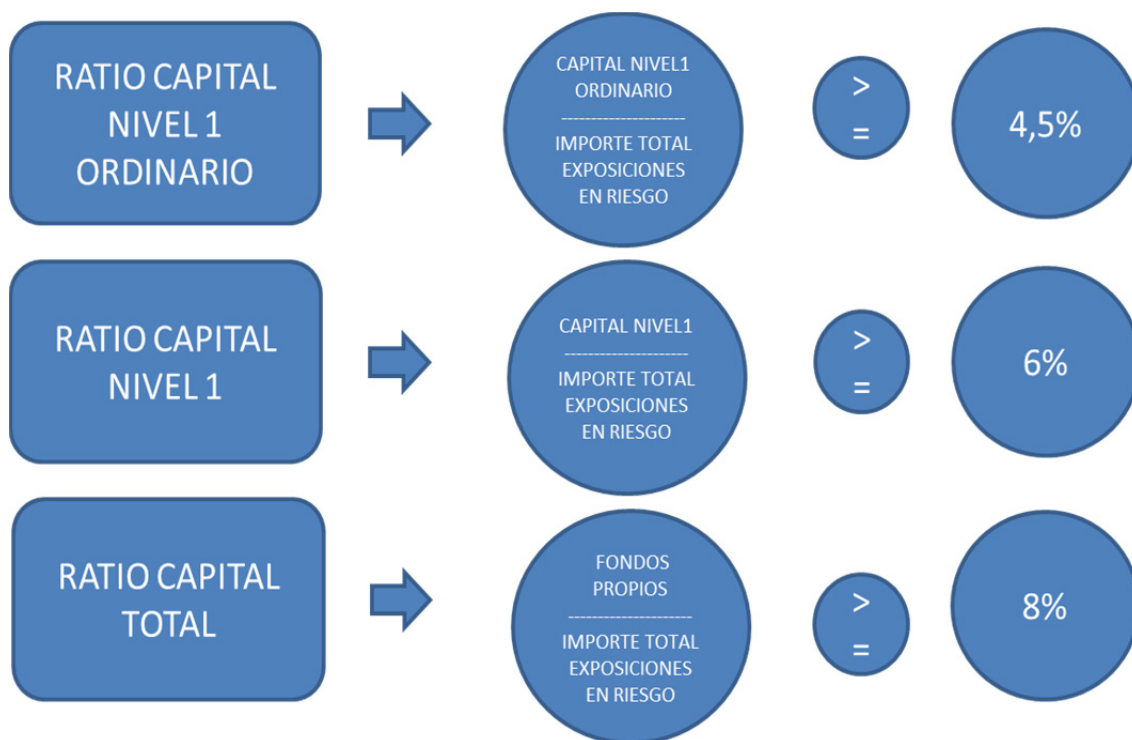 RATIO CAPITAL
NIVEL 1
ORDINARIO
CAPITAL NIVEL1
ORDINARIO
---------------------
IMPORTE TOTAL
EXPOSICIONES
EN RIESGO
>
=
4,5%
RATIO CAPITAL
NIVEL 1
CAPITAL NIVEL1
--------------------
IMPORTE TOTAL
EXPOSICIONES
EN RIESGO
>
=
6%
RATIO CAPITAL
TOTAL
FONDOS
PROPIOS
---------------------
IMPORTE TOTAL
EXPOSICIONES
EN RIESGO
>
=
8%